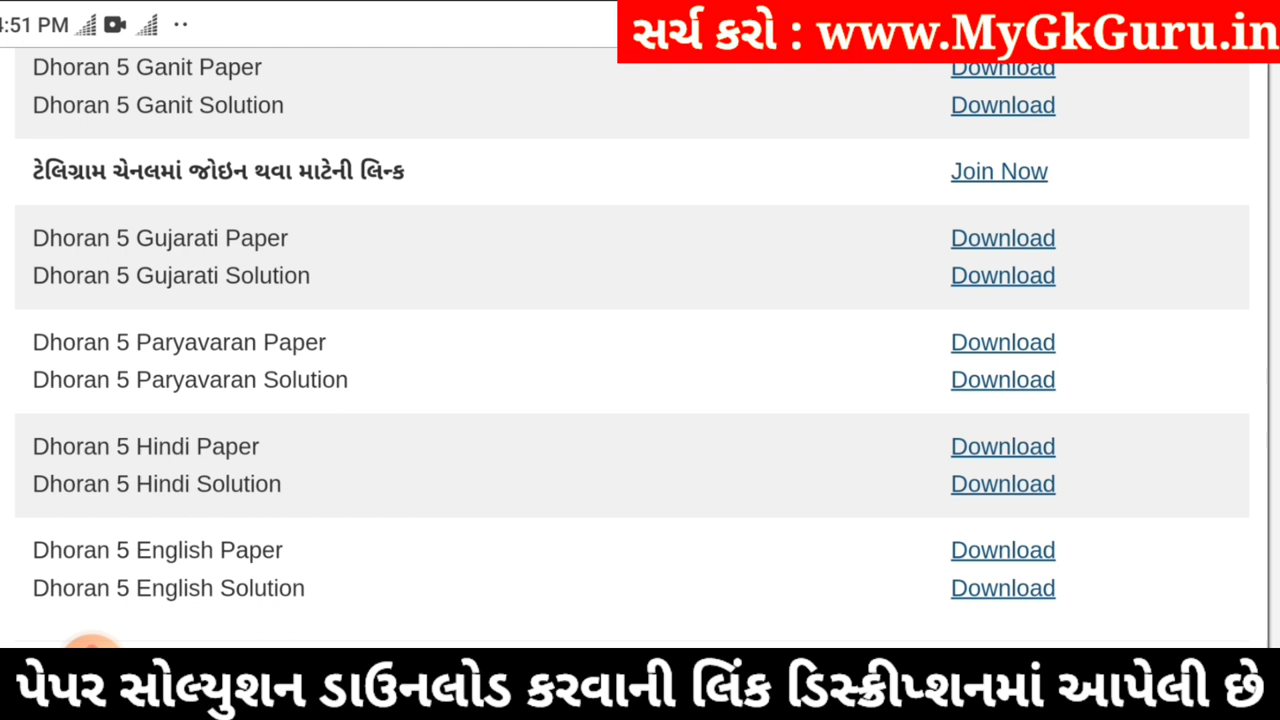 4:51 PM
સર્ચ કરો : www.MyGkGuru.in
Dhoran 5 Ganit Paper Download
Dhoran 5 Ganit Solution Download
ટેલિગ્રામ ચેનલમાં જોઇન થવા માટેની લિન્ક Join Now
Dhoran 5 Gujarati Paper Download
Dhoran 5 Gujarati Solution Download
Dhoran 5 Paryavaran Paper Download
Dhoran 5 Paryavaran Solution Download
Dhoran 5 Hindi Paper Download
Dhoran 5 Hindi Solution Download
Dhoran 5 English Paper Download
Dhoran 5 English Solution Download
પેપર સોલ્યુશન ડાઉનલોડ કરવાની લિંક ડિસ્ક્રીપ્શનમાં આપેલી છે